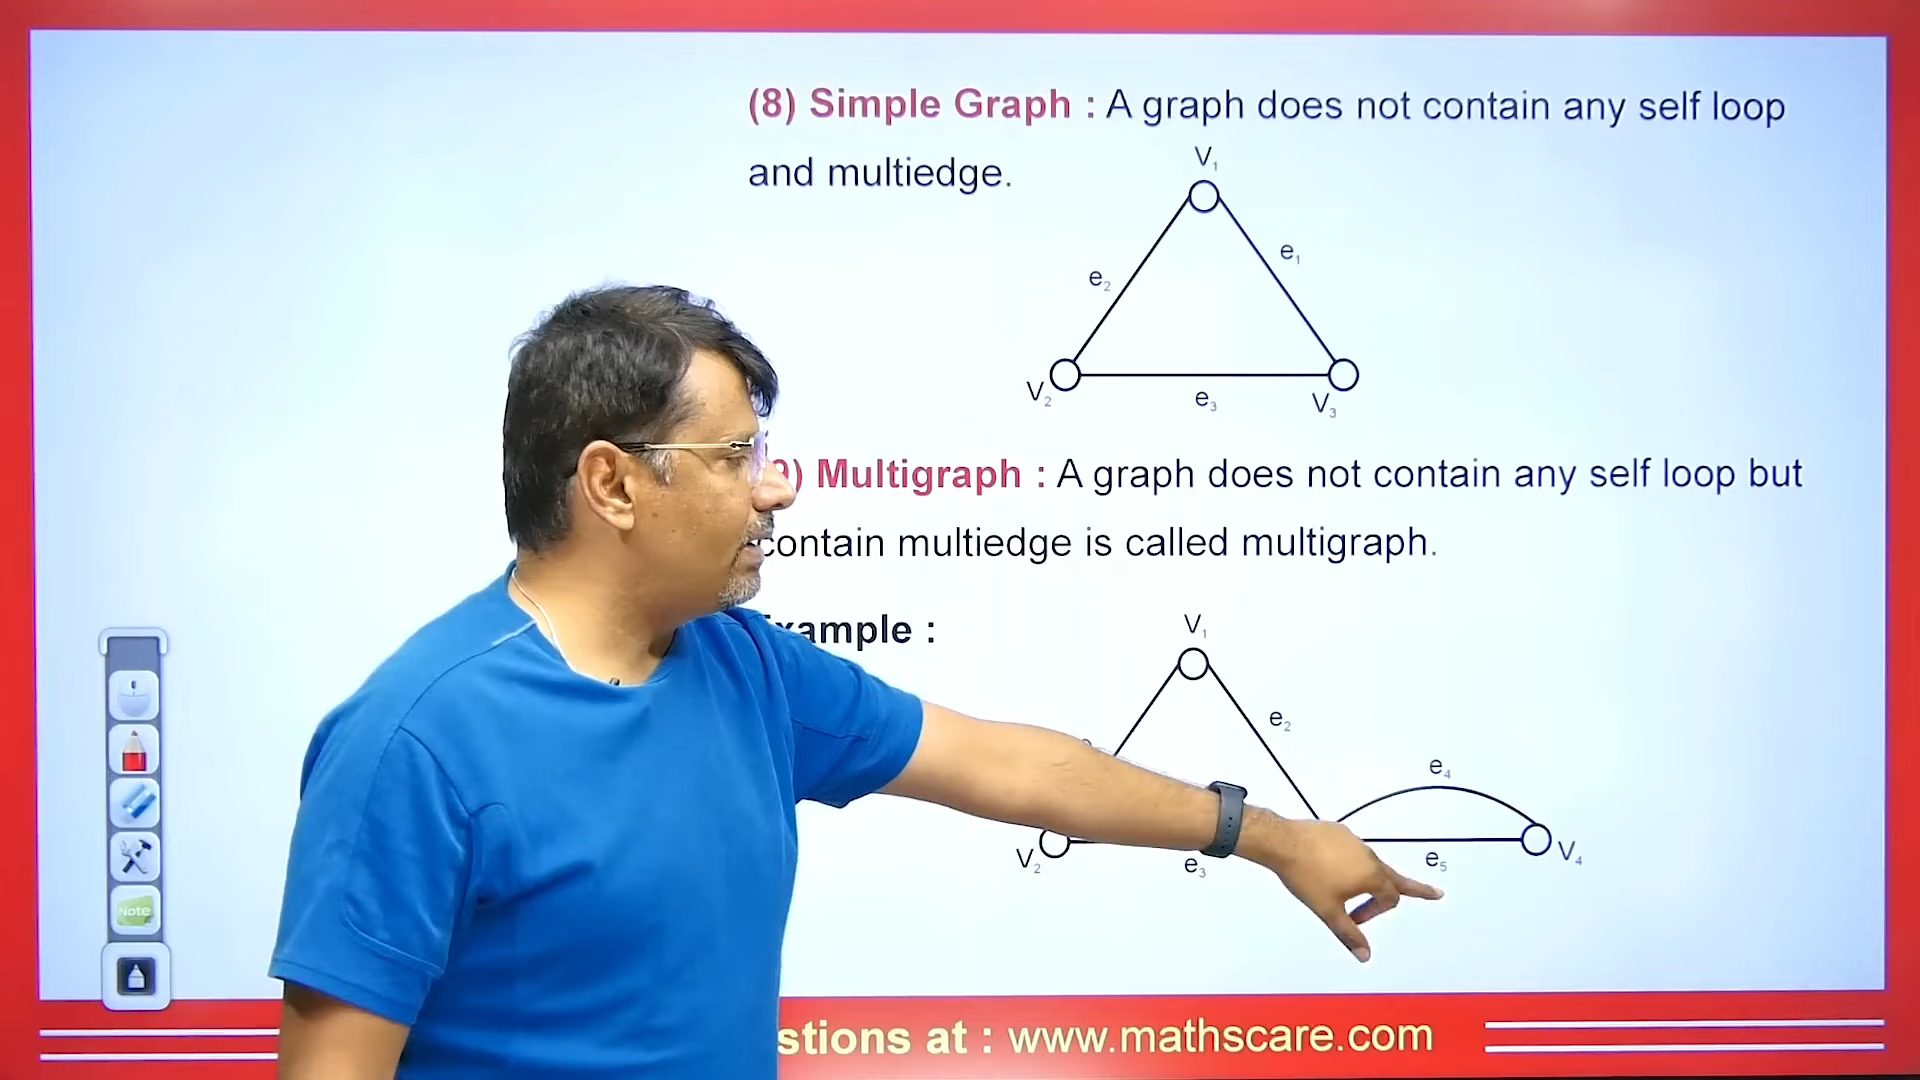 (8) Simple Graph : A graph does not contain any self loop
and multiedge.
V₁
e₁
e₂
V₂
e₃
V₃
9) Multigraph : A graph does not contain any self loop but
contain multiedge is called multigraph.
Example :
V₁
e₂
e₄
V₂
e₃
e₅
V₄
Note
stions at : www.mathscare.com